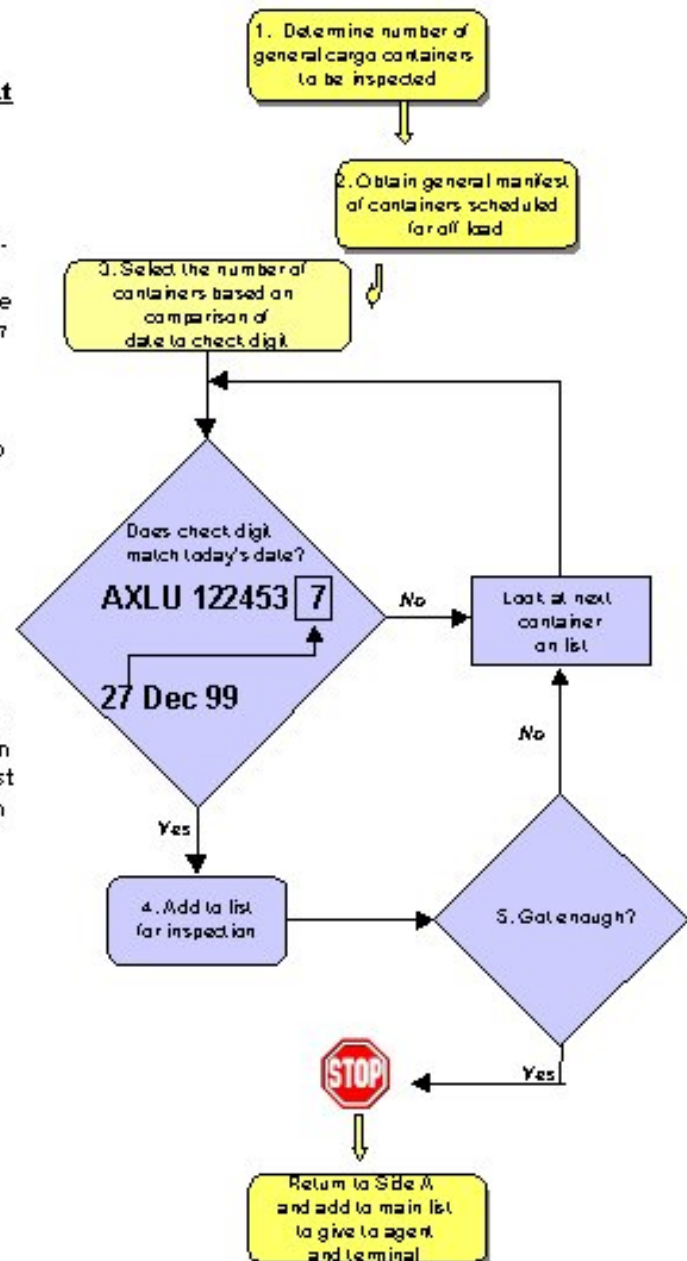 1. Determine number of
general cargo containers
to be inspected
2. Obtain general manifest
of containers scheduled
for off load
3. Select the number of
containers based on
comparison of
date to check digit
Does check digit
match today's date?
AXLU 122453 7
27 Dec 99
No
Look at next
container
on list
No
Yes
4. Add to list
for inspection
5. Got enough?
Yes
STOP
Return to Side A
and add to main list
to give to agent
and terminal